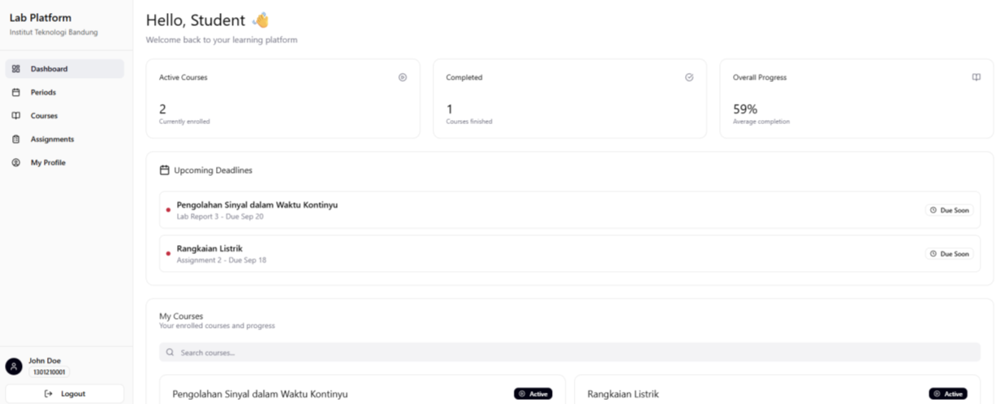 Lab Platform
Institut Teknologi Bandung
Dashboard
Periods
Courses
Assignments
My Profile
John Doe
1301210001
Logout
Hello, Student 👋
Welcome back to your learning platform
Active Courses
2
Currently enrolled
Completed
1
Courses finished
Overall Progress
59%
Average completion
Upcoming Deadlines
Pengolahan Sinyal dalam Waktu Kontinyu
Lab Report 3 - Due Sep 20
Due Soon
Rangkaian Listrik
Assignment 2 - Due Sep 18
Due Soon
My Courses
Your enrolled courses and progress
Search courses...
Pengolahan Sinyal dalam Waktu Kontinyu
Active
Rangkaian Listrik
Active